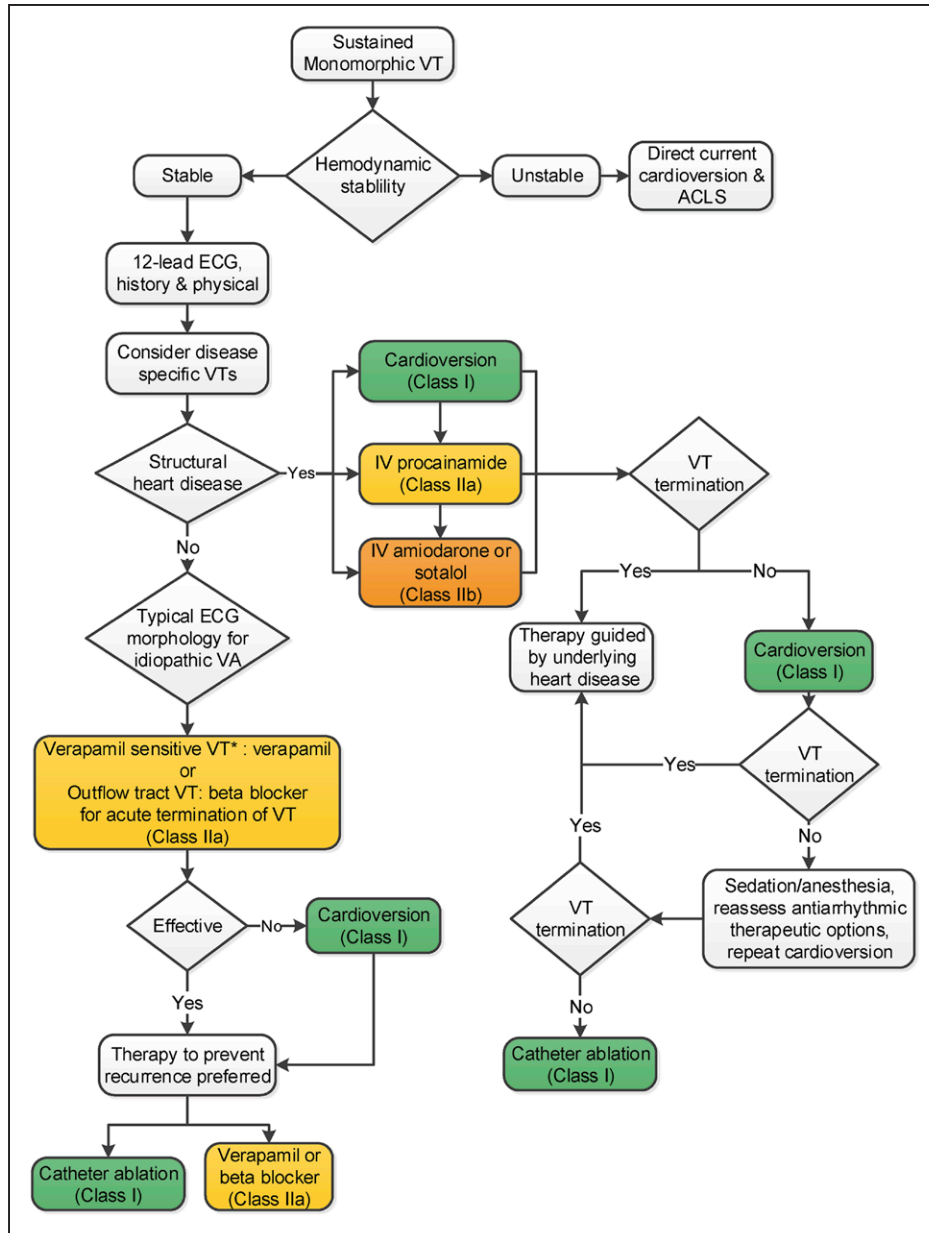 Sustained
Monomorphic VT
Hemodynamic
stablility
Stable
Unstable
Direct current
cardioversion &
ACLS
12-lead ECG,
history & physical
Consider disease
specific VTs
Structural
heart disease
Yes
Cardioversion
(Class I)
IV procainamide
(Class IIa)
IV amiodarone or
sotalol
(Class IIb)
VT
termination
Yes
No
Therapy guided
by underlying
heart disease
Cardioversion
(Class I)
VT
termination
Yes
No
Sedation/anesthesia,
reassess antiarrhythmic
therapeutic options,
repeat cardioversion
VT
termination
Yes
No
Catheter ablation
(Class I)
No
Typical ECG
morphology for
idiopathic VA
Verapamil sensitive VT* : verapamil
or
Outflow tract VT: beta blocker
for acute termination of VT
(Class IIa)
Effective
No
Cardioversion
(Class I)
Yes
Therapy to prevent
recurrence preferred
Catheter ablation
(Class I)
Verapamil or
beta blocker
(Class IIa)